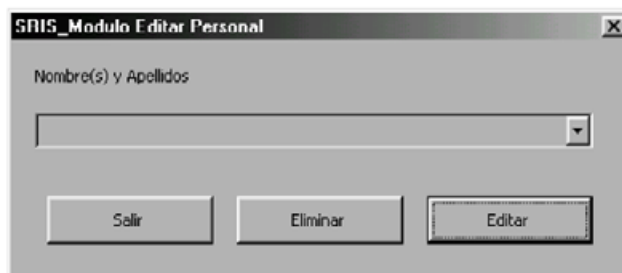 SRIS_Modulo Editar Personal
Nombre(s) y Apellidos
Salir Eliminar Editar